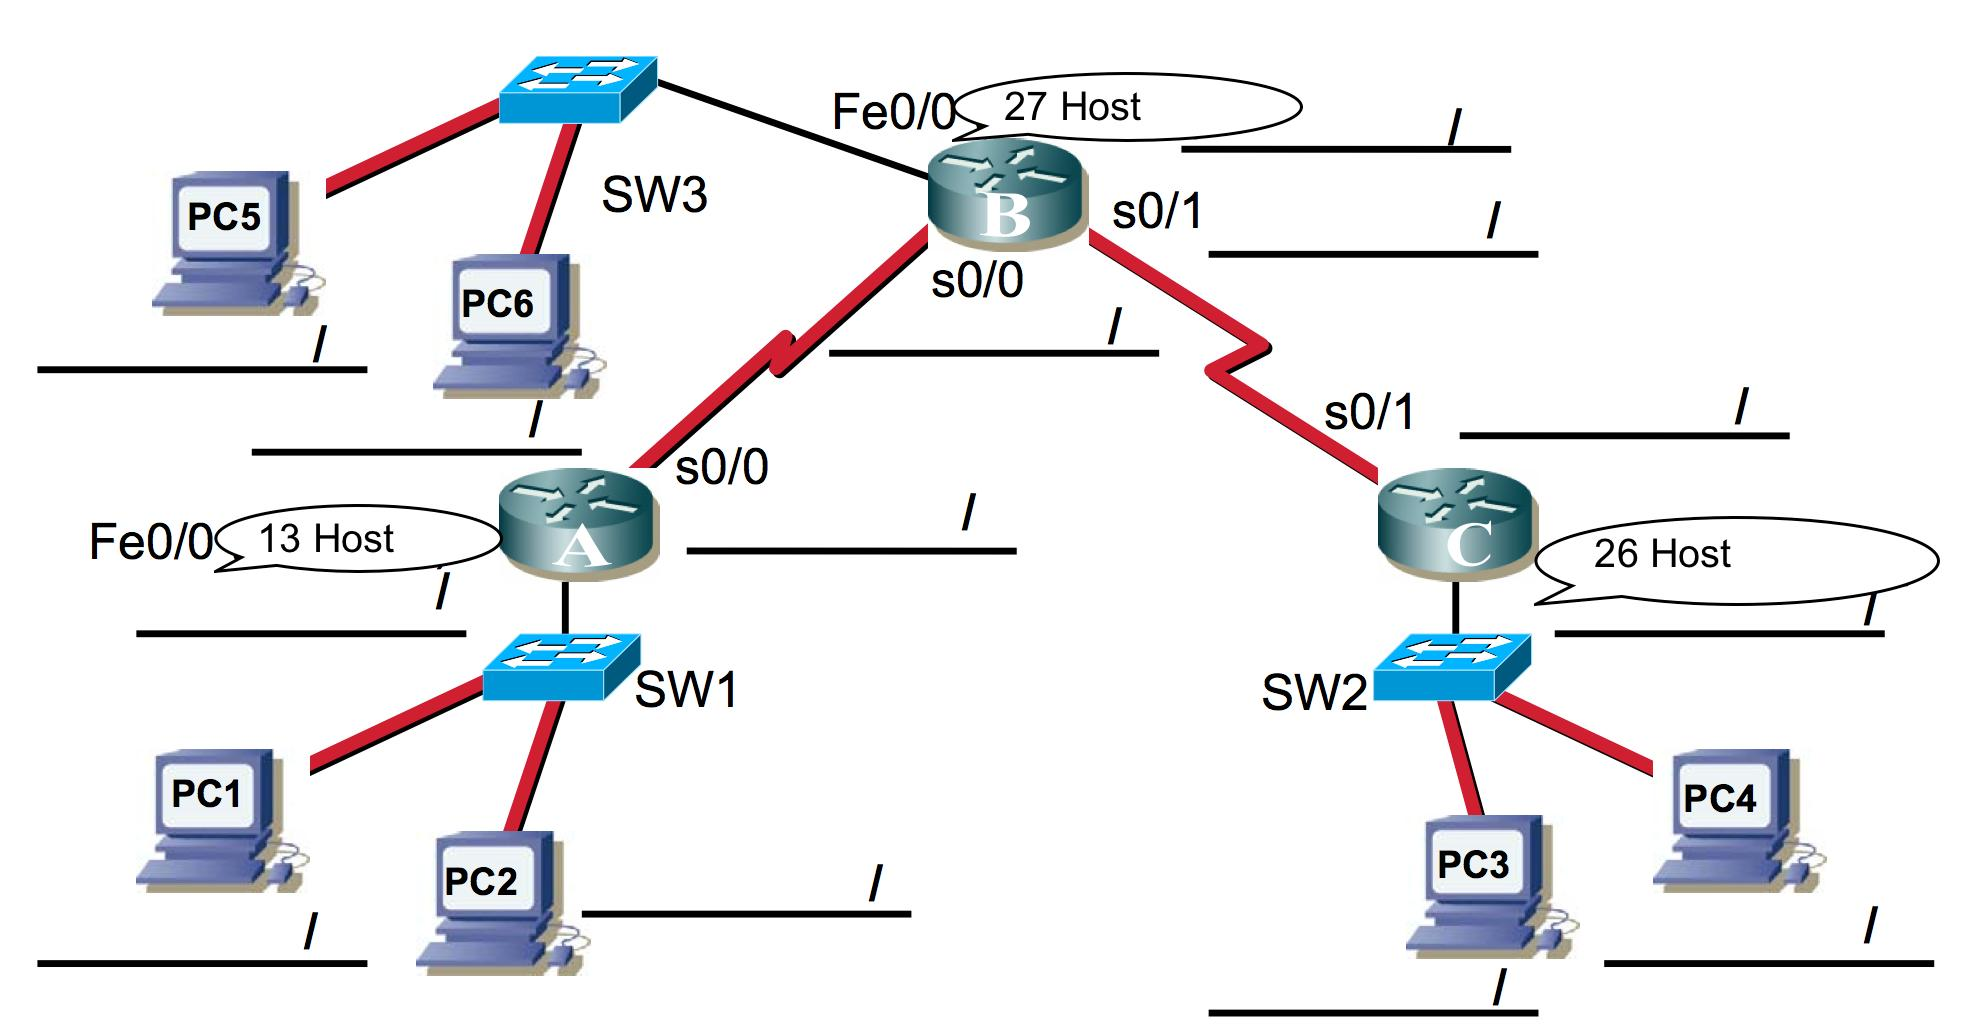 Fe0/0
27 Host
/
SW3
B
s0/1
/
PC5
s0/0
PC6
/
/
/
s0/1
/
s0/0
Fe0/0
13 Host
A
/
C
26 Host
/
/
SW1
SW2
PC1
PC2
/
/
PC4
PC3
/
/